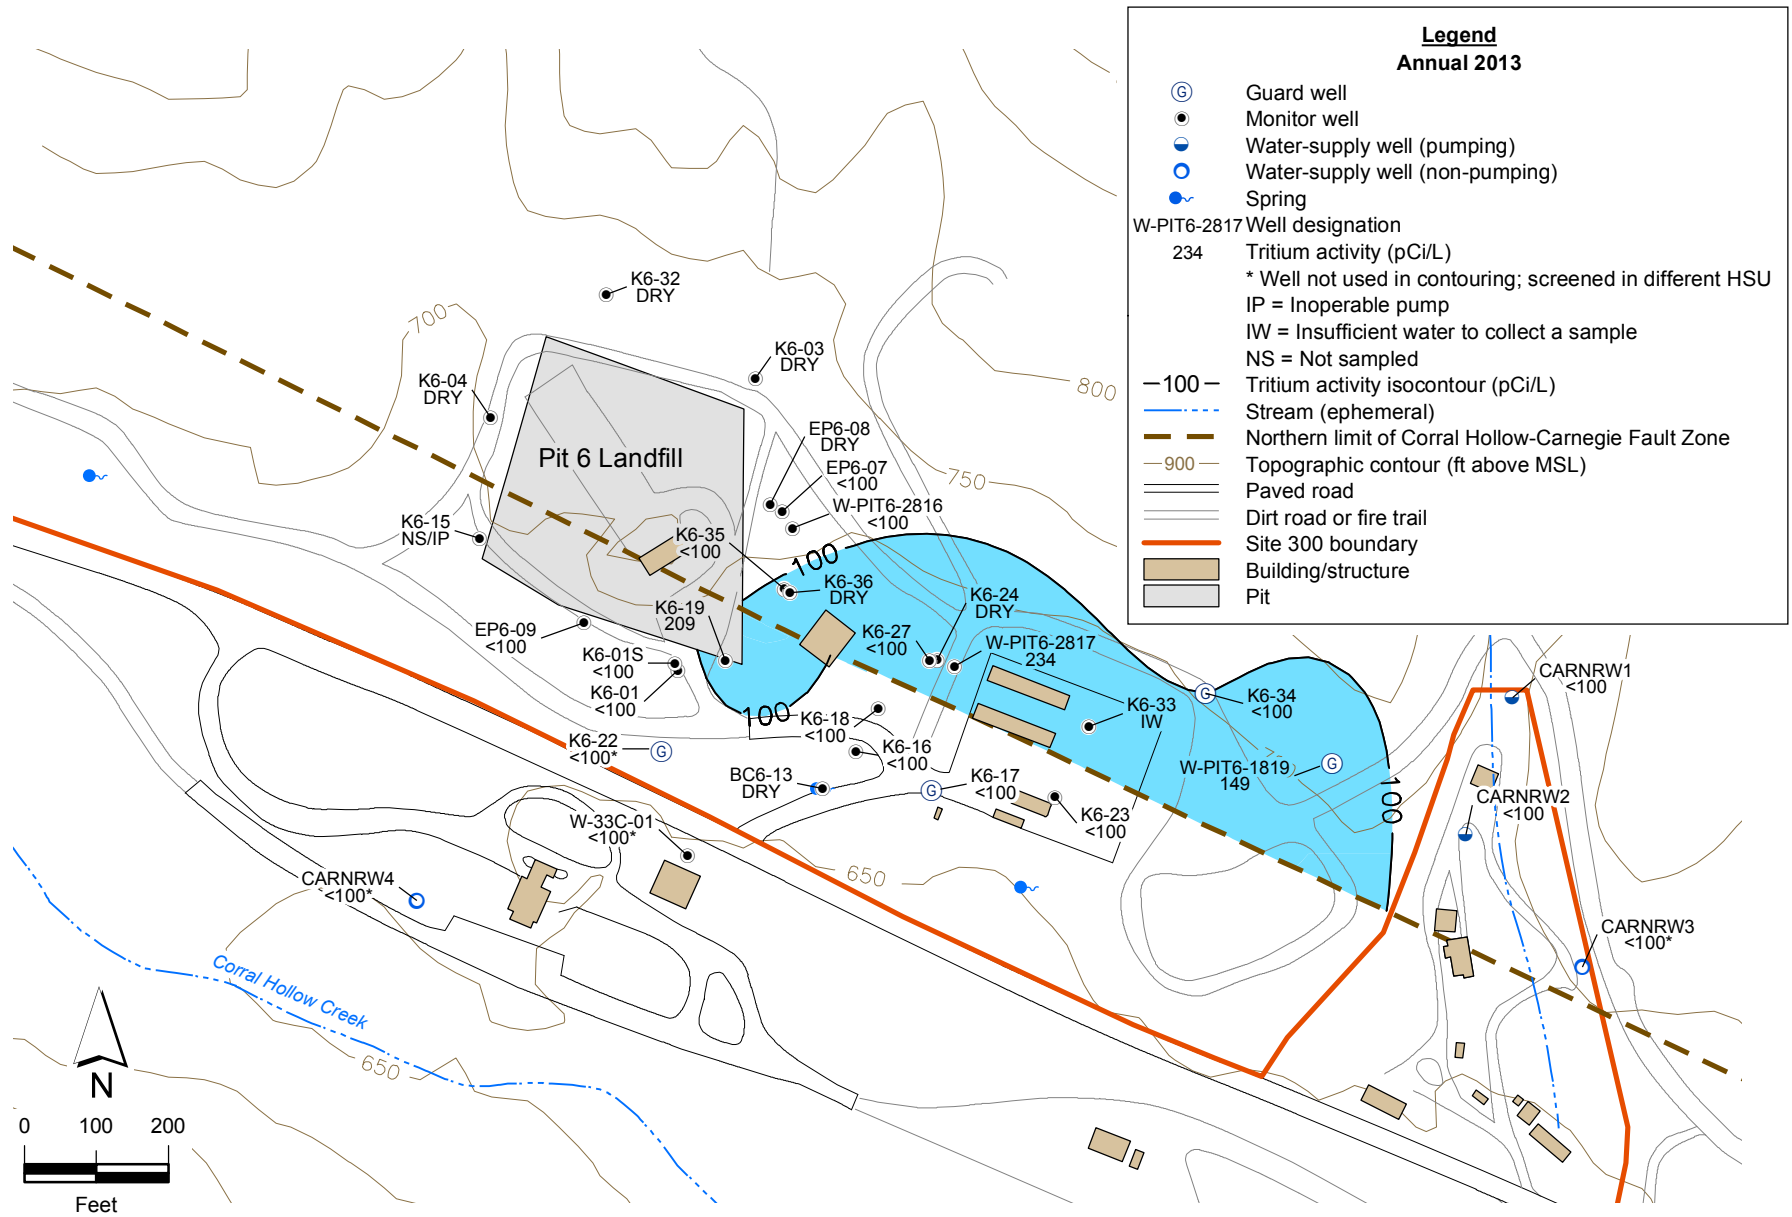 Legend
Annual 2013
Guard well
Monitor well
Water-supply well (pumping)
Water-supply well (non-pumping)
Spring
W-PIT6-2817 Well designation
234 Tritium activity (pCi/L)
* Well not used in contouring; screened in different HSU
IP = Inoperable pump
IW = Insufficient water to collect a sample
NS = Not sampled
100 Tritium activity isocontour (pCi/L)
Stream (ephemeral)
Northern limit of Corral Hollow-Carnegie Fault Zone
900 Topographic contour (ft above MSL)
Paved road
Dirt road or fire trail
Site 300 boundary
Building/structure
Pit
G
K6-32
DRY
700
K6-03
DRY
800
K6-04
DRY
EP6-08
DRY
Pit 6 Landfill
EP6-07
<100
750
W-PIT6-2816
<100
K6-15
NS/IP
K6-35
<100
100
K6-36
DRY
K6-24
DRY
K6-19
209
EP6-09
<100
K6-27
<100
W-PIT6-2817
234
K6-01S
<100
K6-01
<100
CARNRW1
<100
G
K6-34
<100
100
K6-18
<100
K6-33
IW
K6-22
<100*
G
K6-16
<100
W-PIT6-1819
149
G
BC6-13
DRY
G
K6-17
<100
100
CARNRW2
<100
K6-23
<100
W-33C-01
<100*
650
CARNRW4
<100*
CARNRW3
<100*
Corral Hollow Creek
650
N
0 100 200
Feet